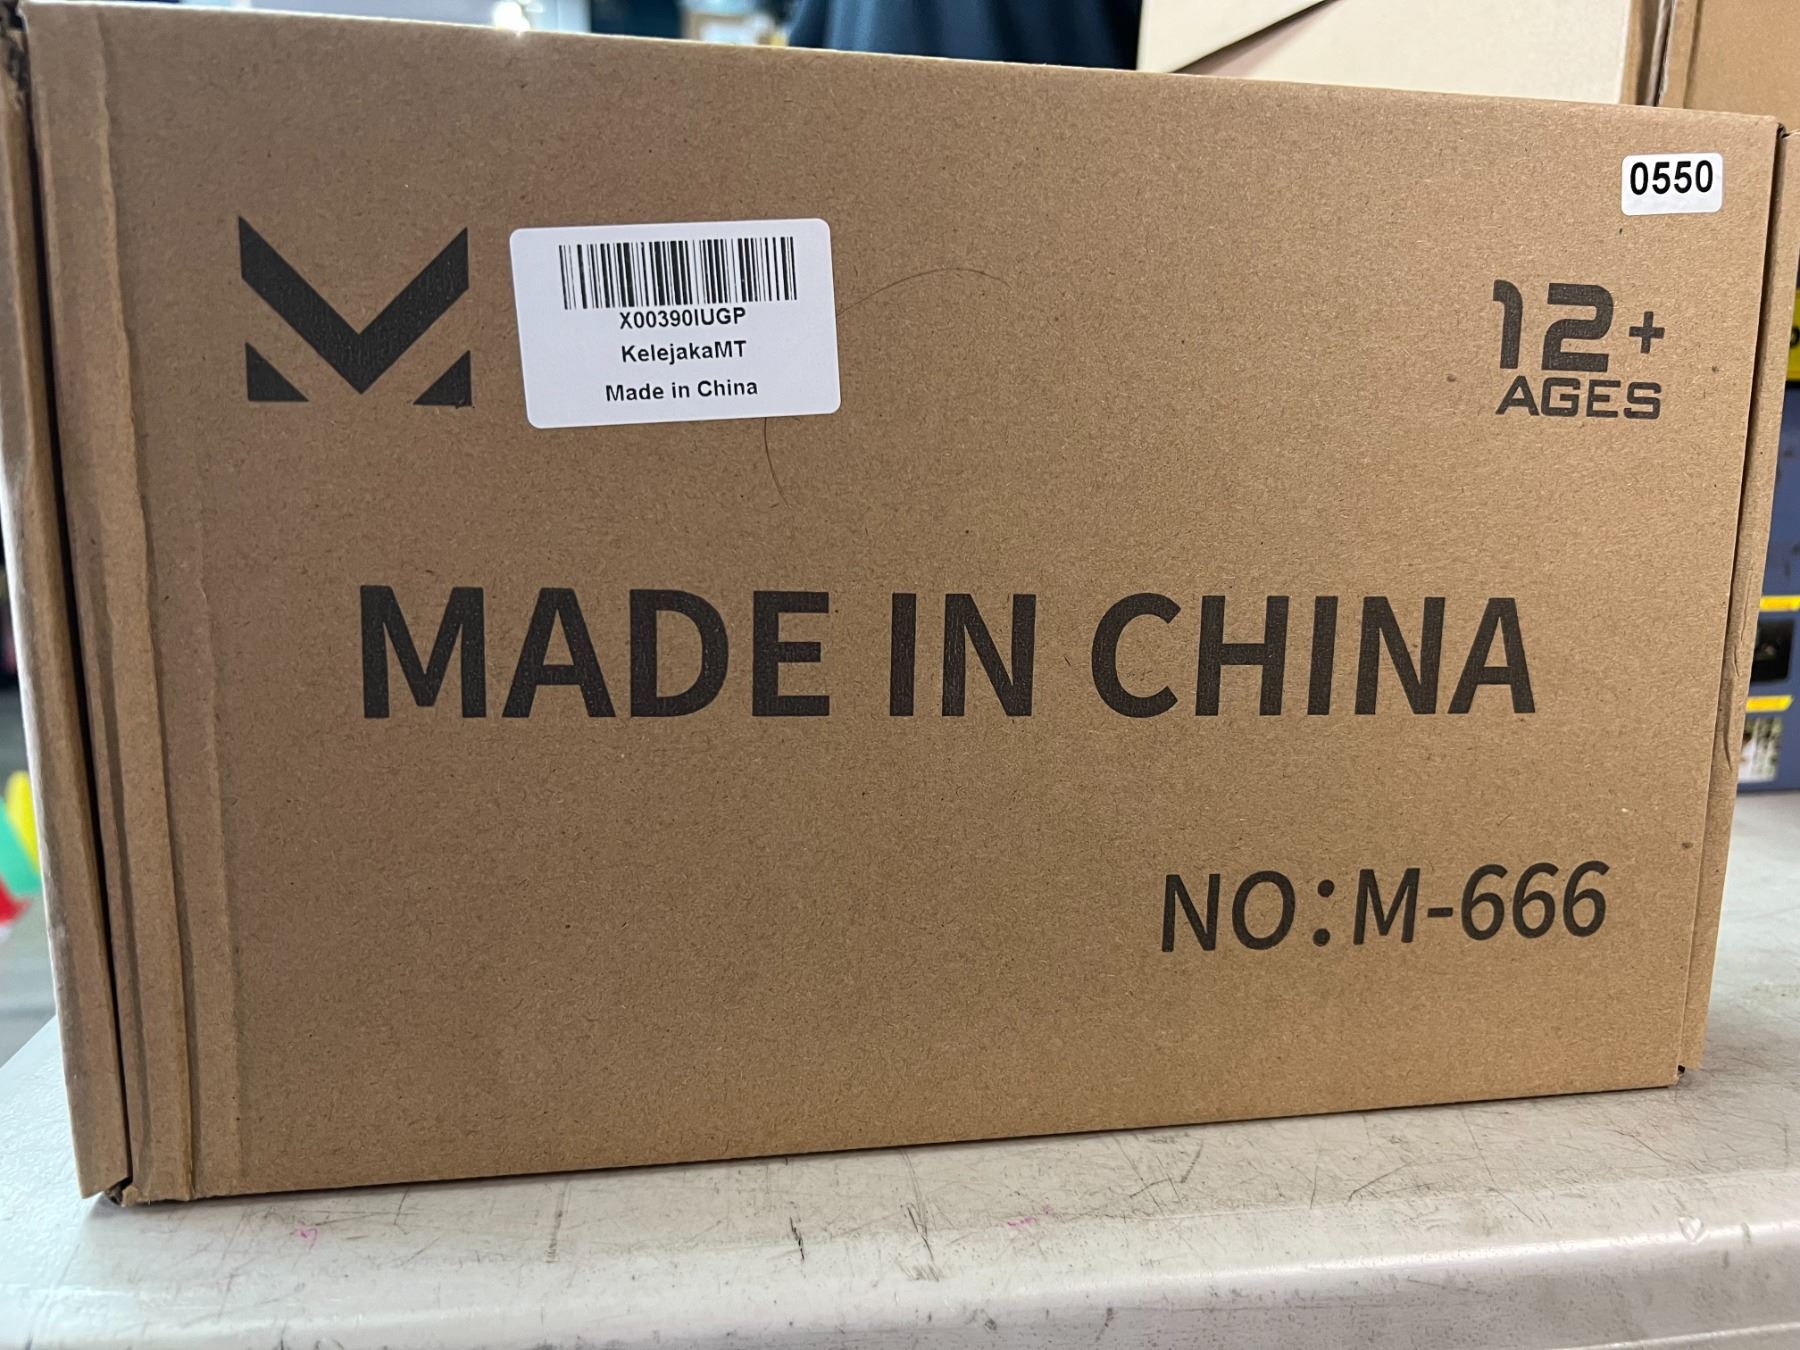 0550
X00390IUGP
KelejakaMT
Made in China
12+
AGES
MADE IN CHINA
NO:M-666